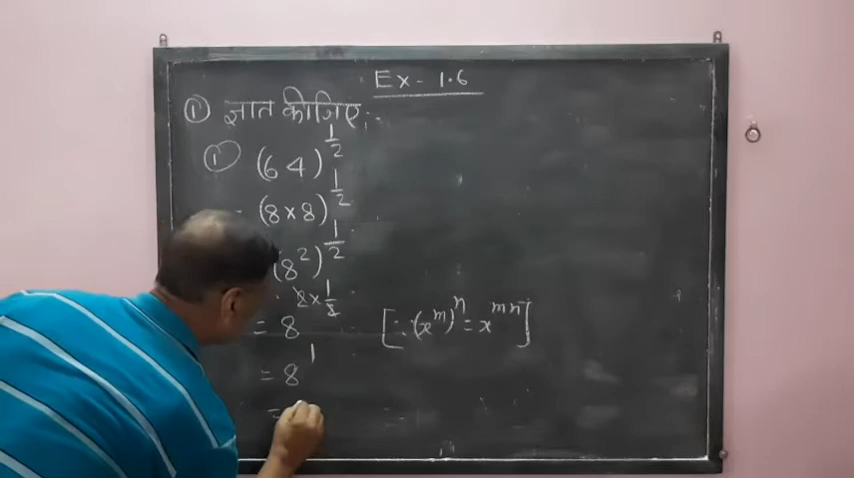 Ex - 1.6
① ज्ञात कीजिए:-
① (64)^{1/2}
= (8×8)^{1/2}
(8²)^{1/2}
= 8^{2×1/2} [∵ (x^m)^n = x^{mn}]
= 8^1
=